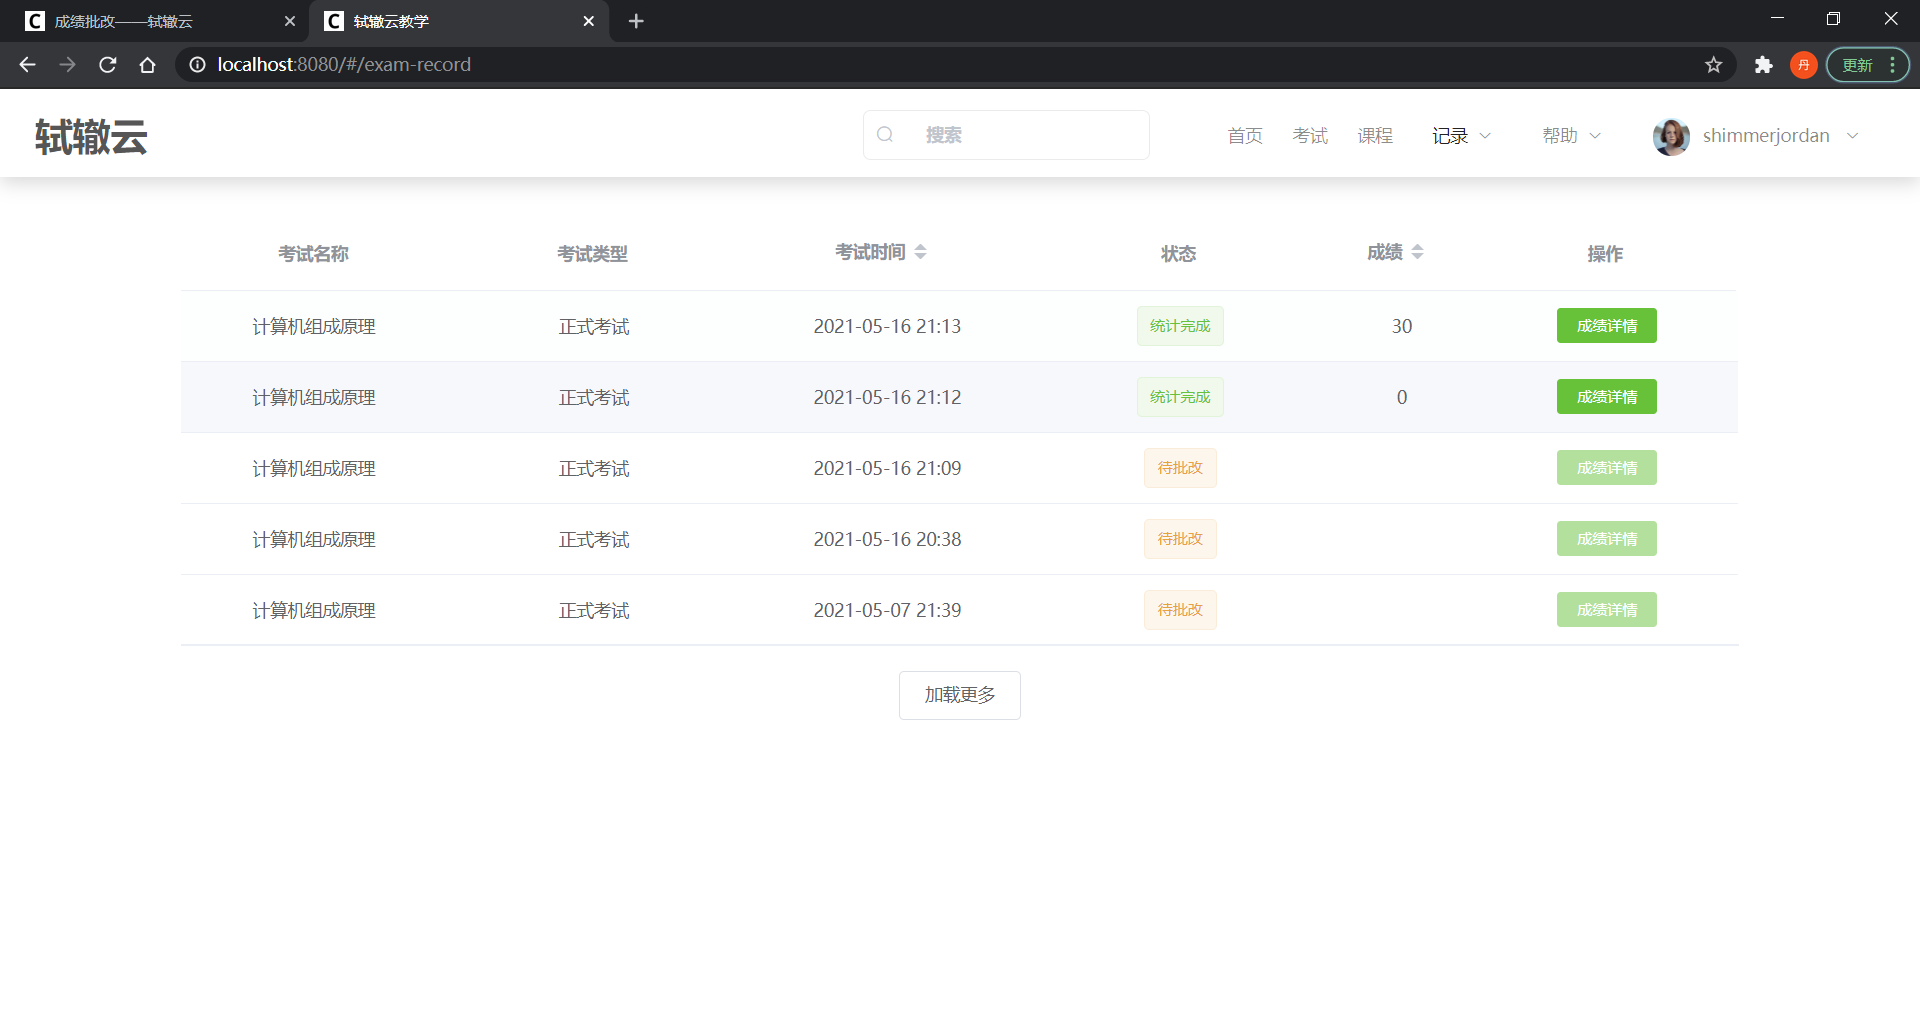 成绩批改——轼辙云
轼辙云教学
localhost:8080/#/exam-record
丹
更新
轼辙云
搜索
首页 考试 课程 记录 帮助 shimmerjordan
考试名称 考试类型 考试时间 状态 成绩 操作
计算机组成原理 正式考试 2021-05-16 21:13 统计完成 30 成绩详情
计算机组成原理 正式考试 2021-05-16 21:12 统计完成 0 成绩详情
计算机组成原理 正式考试 2021-05-16 21:09 待批改 成绩详情
计算机组成原理 正式考试 2021-05-16 20:38 待批改 成绩详情
计算机组成原理 正式考试 2021-05-07 21:39 待批改 成绩详情
加载更多